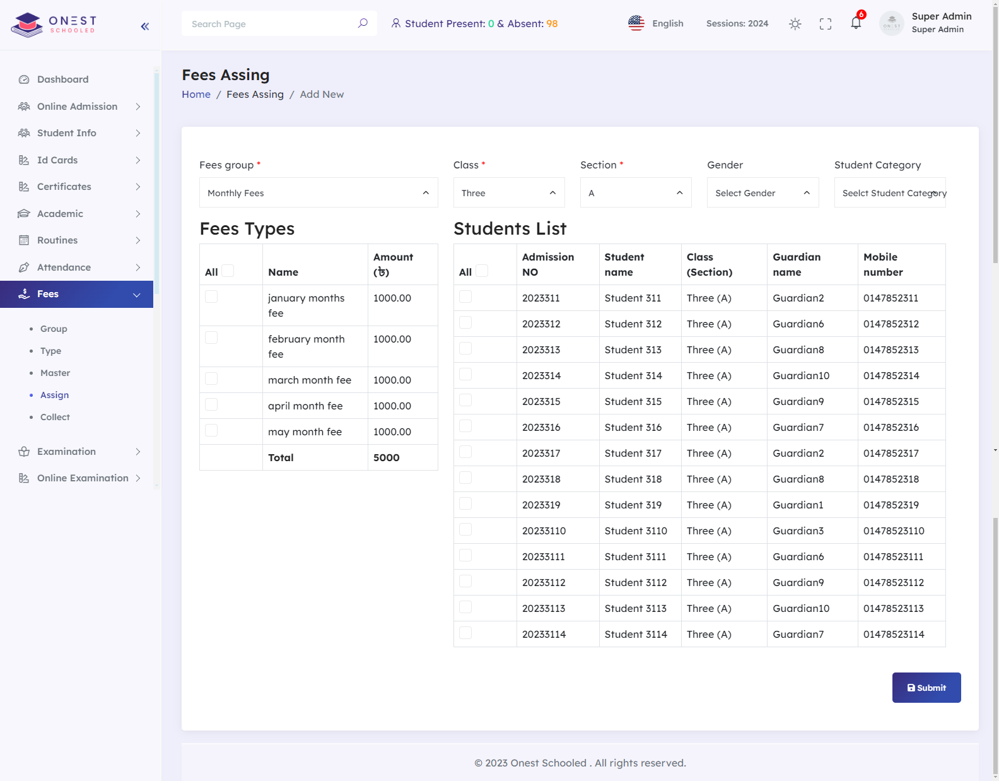 ONEST
SCHOOLED
Search Page
Student Present: 0 & Absent: 98
English
Sessions: 2024
6
Super Admin
Super Admin
Dashboard
Online Admission
Student Info
Id Cards
Certificates
Academic
Routines
Attendance
Fees
Group
Type
Master
Assign
Collect
Examination
Online Examination
Fees Assing
Home / Fees Assing / Add New
Fees group * Class * Section * Gender Student Category
Monthly Fees Three A Select Gender Seelct Student Category
Fees Types
All Name Amount (৳)
january months fee 1000.00
february month fee 1000.00
march month fee 1000.00
april month fee 1000.00
may month fee 1000.00
Total 5000
Students List
All Admission NO Student name Class (Section) Guardian name Mobile number
2023311 Student 311 Three (A) Guardian2 0147852311
2023312 Student 312 Three (A) Guardian6 0147852312
2023313 Student 313 Three (A) Guardian8 0147852313
2023314 Student 314 Three (A) Guardian10 0147852314
2023315 Student 315 Three (A) Guardian9 0147852315
2023316 Student 316 Three (A) Guardian7 0147852316
2023317 Student 317 Three (A) Guardian2 0147852317
2023318 Student 318 Three (A) Guardian8 0147852318
2023319 Student 319 Three (A) Guardian1 0147852319
20233110 Student 3110 Three (A) Guardian3 01478523110
20233111 Student 3111 Three (A) Guardian6 01478523111
20233112 Student 3112 Three (A) Guardian9 01478523112
20233113 Student 3113 Three (A) Guardian10 01478523113
20233114 Student 3114 Three (A) Guardian7 01478523114
Submit
© 2023 Onest Schooled . All rights reserved.